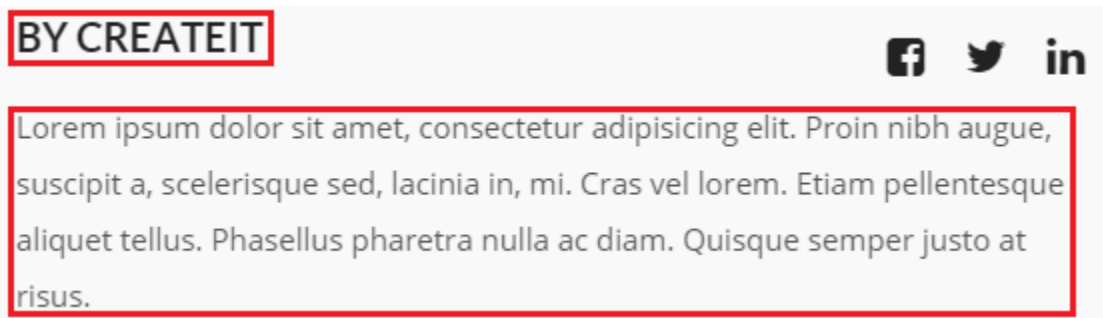 BY CREATEIT
Lorem ipsum dolor sit amet, consectetur adipisicing elit. Proin nibh augue,
suscipit a, scelerisque sed, lacinia in, mi. Cras vel lorem. Etiam pellentesque
aliquet tellus. Phasellus pharetra nulla ac diam. Quisque semper justo at
risus.